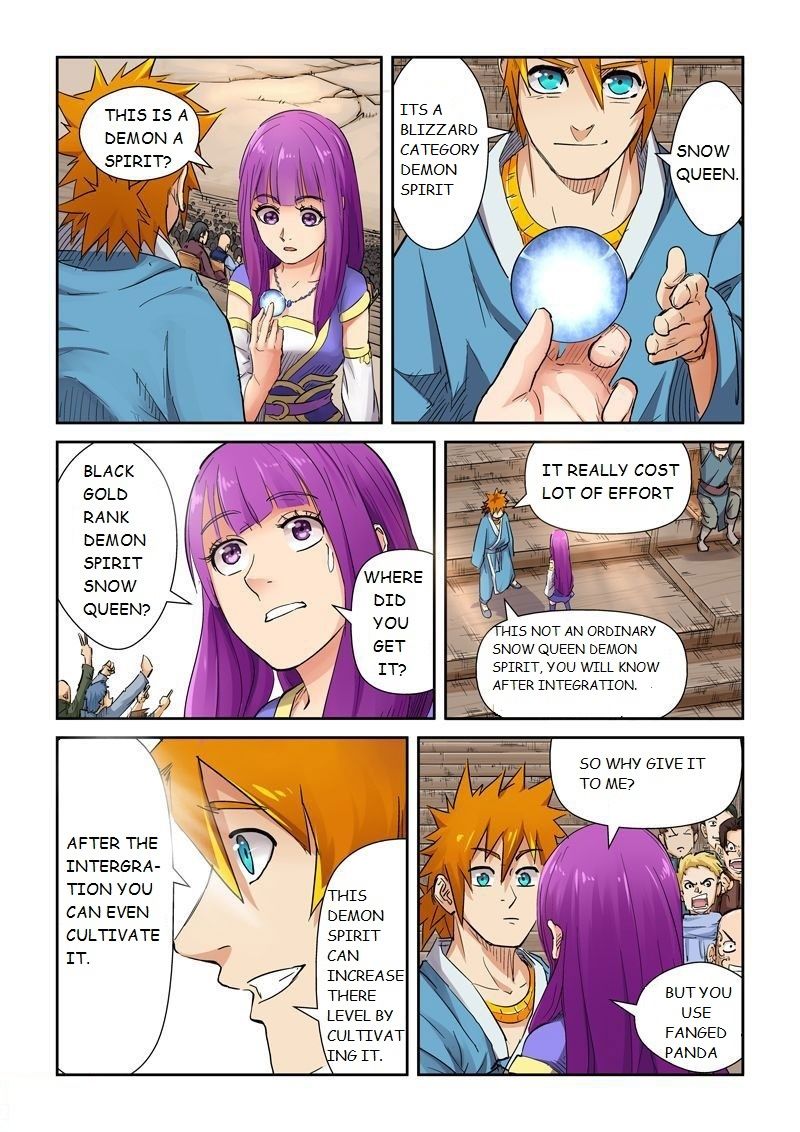 THIS IS A
DEMON A
SPIRIT?
ITS A
BLIZZARD
CATEGORY
DEMON
SPIRIT
SNOW
QUEEN.
BLACK
GOLD
RANK
DEMON
SPIRIT
SNOW
QUEEN?
WHERE
DID
YOU
GET
IT?
IT REALLY COST
LOT OF EFFORT
THIS NOT AN ORDINARY
SNOW QUEEN DEMON
SPIRIT, YOU WILL KNOW
AFTER INTEGRATION.
AFTER THE
INTERGRA-
TION YOU
CAN EVEN
CULTIVATE
IT.
THIS
DEMON
SPIRIT
CAN
INCREASE
THERE
LEVEL BY
CULTIVAT
ING IT.
SO WHY GIVE IT
TO ME?
BUT YOU
USE
FANGED
PANDA